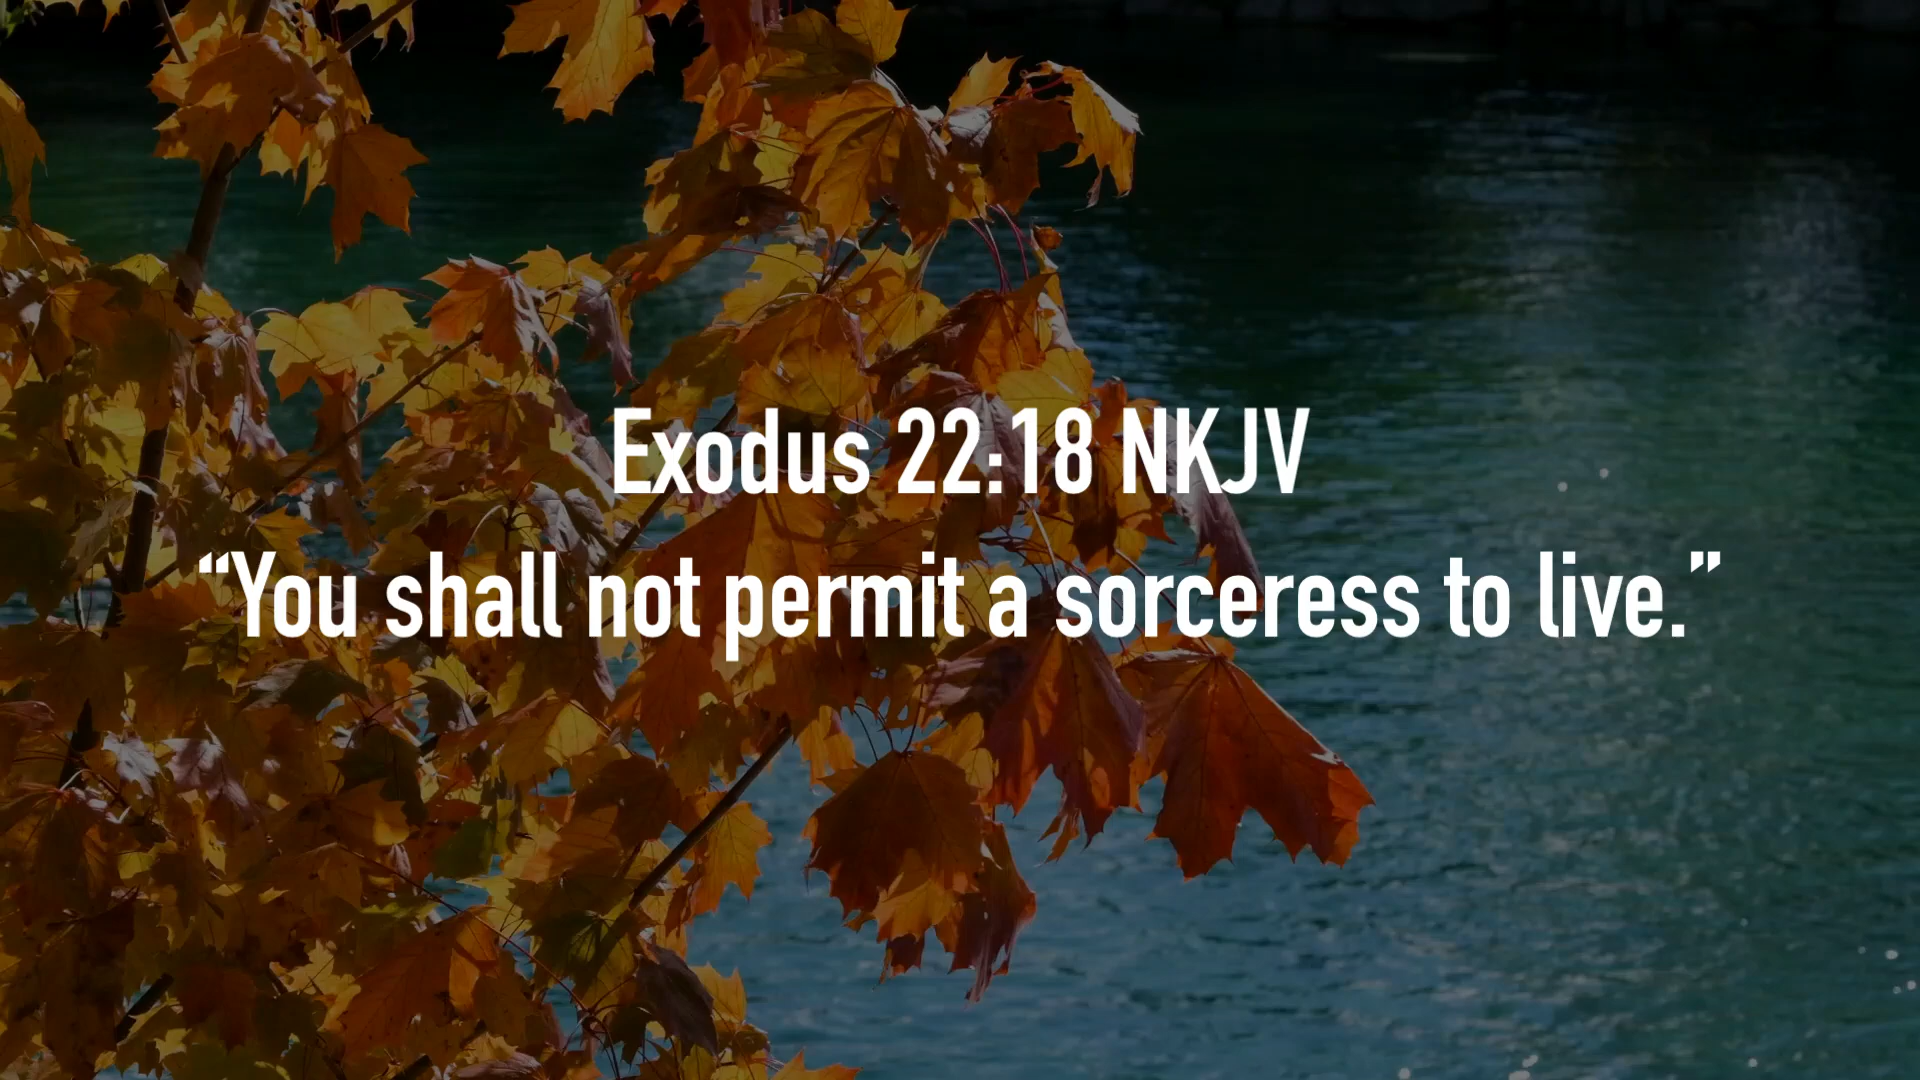 Exodus 22:18 NKJV
“You shall not permit a sorceress to live.”